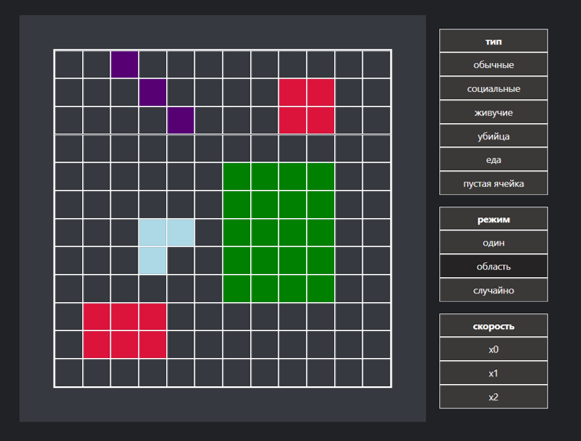 тип
обычные
социальные
живучие
убийца
еда
пустая ячейка
режим
один
область
случайно
скорость
x0
x1
x2